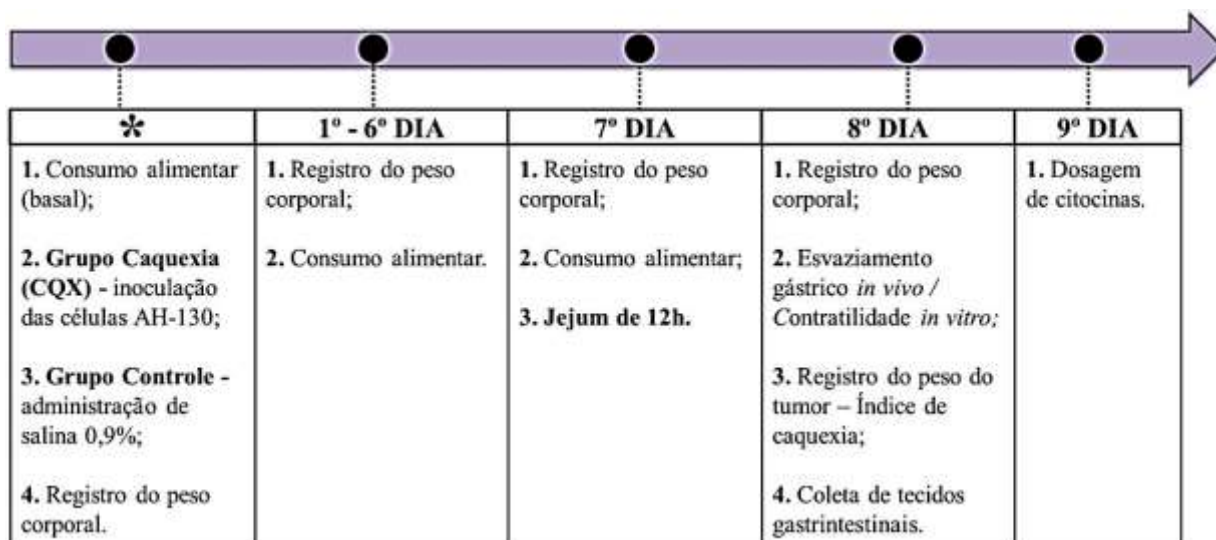 *
1. Consumo alimentar
(basal);
2. Grupo Caquexia
(CQX) - inoculação
das células AH-130;
3. Grupo Controle -
administração de
salina 0,9%;
4. Registro do peso
corporal.
1º - 6º DIA
1. Registro do peso
corporal;
2. Consumo alimentar.
7º DIA
1. Registro do peso
corporal;
2. Consumo alimentar;
3. Jejum de 12h.
8º DIA
1. Registro do peso
corporal;
2. Esvaziamento
gástrico in vivo /
Contratilidade in vitro;
3. Registro do peso do
tumor – Índice de
caquexia;
4. Coleta de tecidos
gastrintestinais.
9º DIA
1. Dosagem
de citocinas.